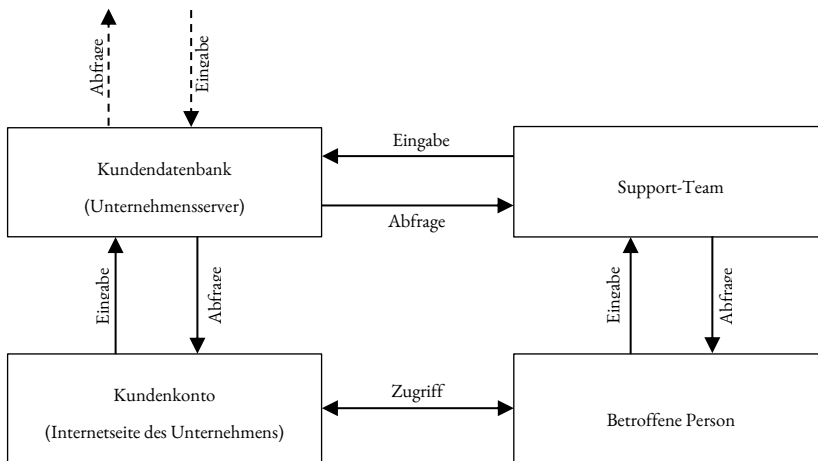 Abfrage
Eingabe
Kundendatenbank
(Unternehmensserver)
Eingabe
Abfrage
Support-Team
Eingabe
Abfrage
Eingabe
Abfrage
Kundenkonto
(Internetseite des Unternehmens)
Zugriff
Betroffene Person